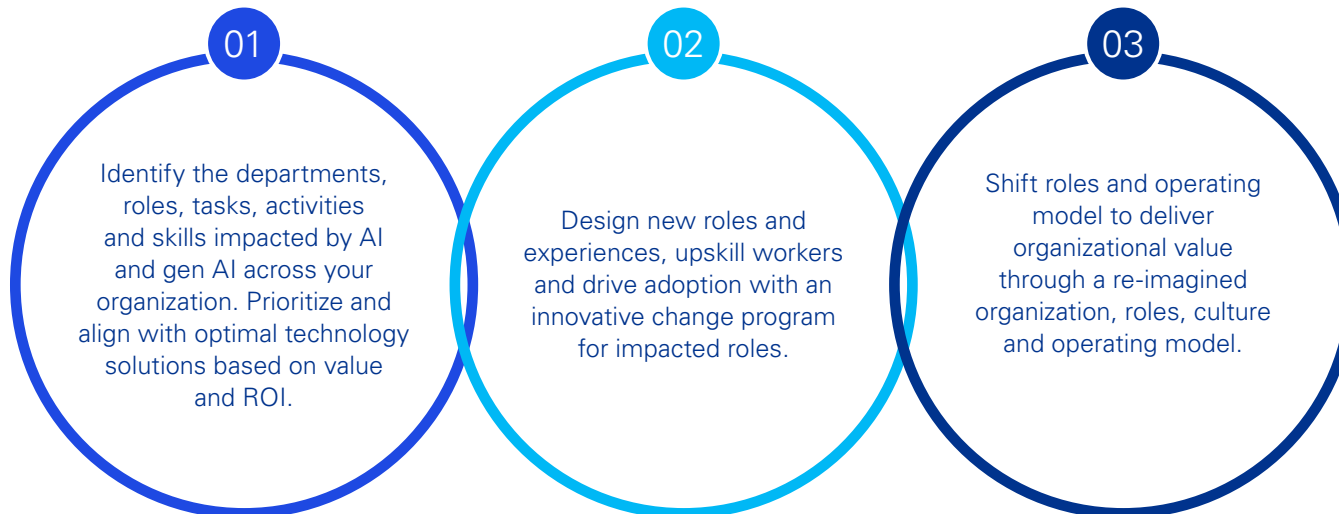 01
Identify the departments,
roles, tasks, activities
and skills impacted by AI
and gen AI across your
organization. Prioritize and
align with optimal technology
solutions based on value
and ROI.
02
Design new roles and
experiences, upskill workers
and drive adoption with an
innovative change program
for impacted roles.
03
Shift roles and operating
model to deliver
organizational value
through a re-imagined
organization, roles, culture
and operating model.